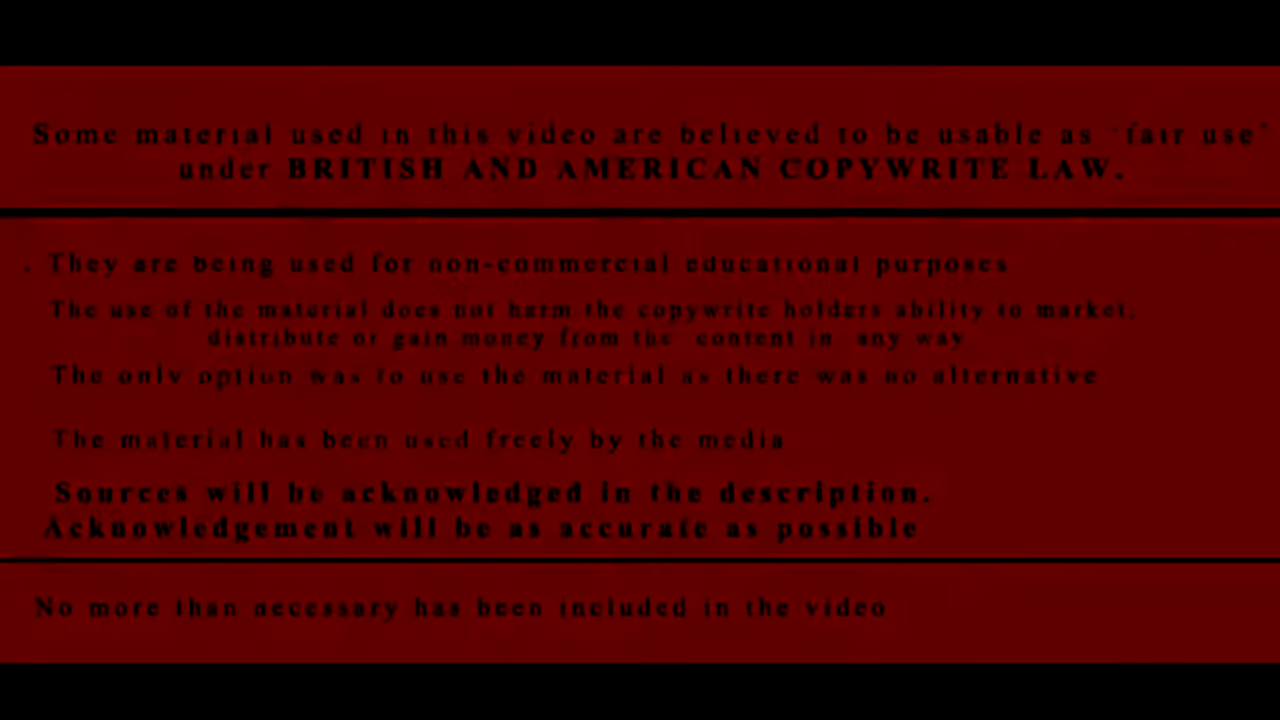 Some material used in this video are believed to be usable as 'fair use'
under BRITISH AND AMERICAN COPYWRITE LAW.
. They are being used for non-commercial educational purposes
The use of the material does not harm the copywrite holders ability to market,
distribute or gain money from the content in any way
The only option was to use the material as there was no alternative
The material has been used freely by the media
Sources will be acknowledged in the description.
Acknowledgement will be as accurate as possible
No more than necessary has been included in the video